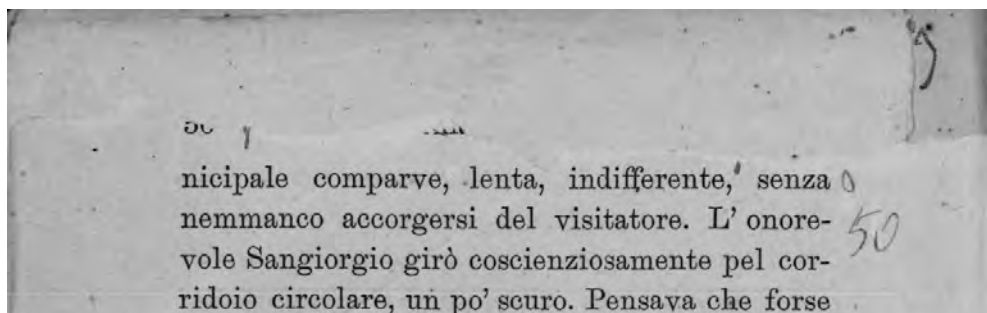 nicipale comparve, lenta, indifferente, senza
nemmanco accorgersi del visitatore. L' onore-
50
vole Sangiorgio girò coscienziosamente pel cor-
ridoio circolare, un po' scuro. Pensava che forse